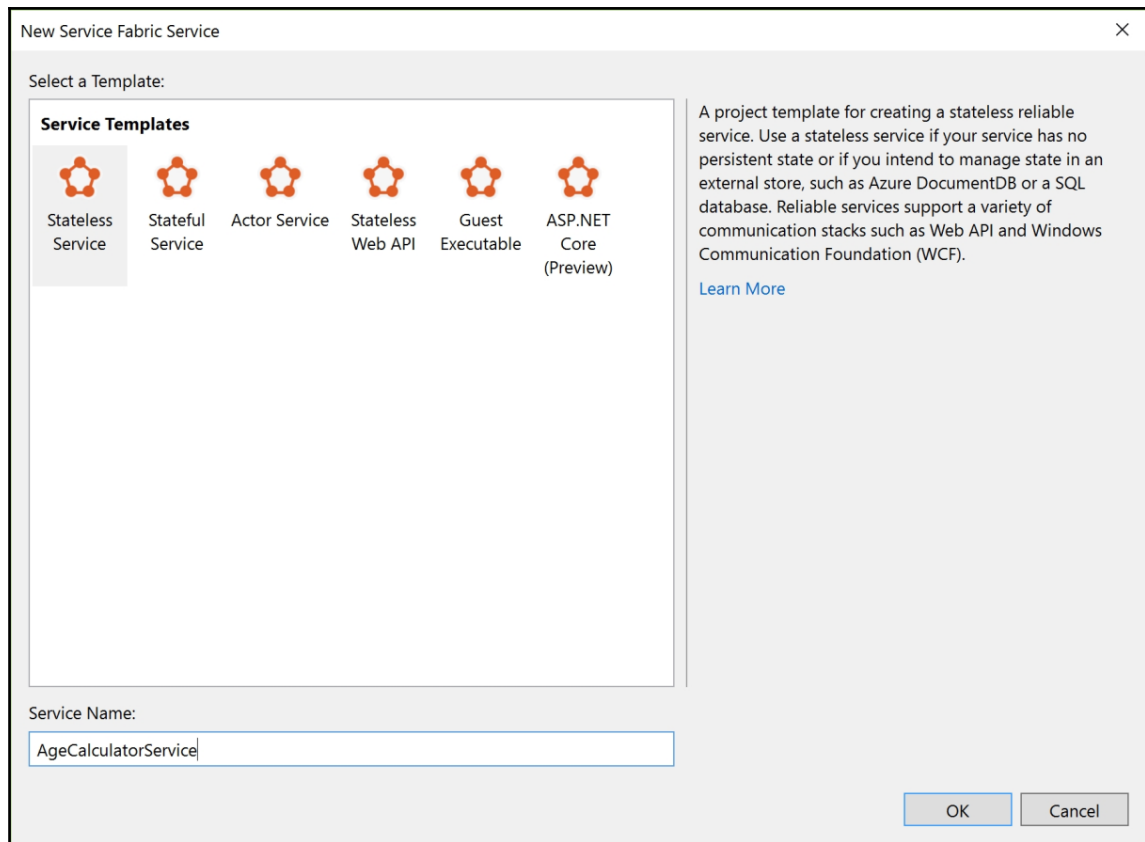 New Service Fabric Service
Select a Template:
Service Templates
Stateless
Service
Stateful
Service
Actor Service
Stateless
Web API
Guest
Executable
ASP.NET
Core
(Preview)
A project template for creating a stateless reliable
service. Use a stateless service if your service has no
persistent state or if you intend to manage state in an
external store, such as Azure DocumentDB or a SQL
database. Reliable services support a variety of
communication stacks such as Web API and Windows
Communication Foundation (WCF).
Learn More
Service Name:
AgeCalculatorService
OK
Cancel